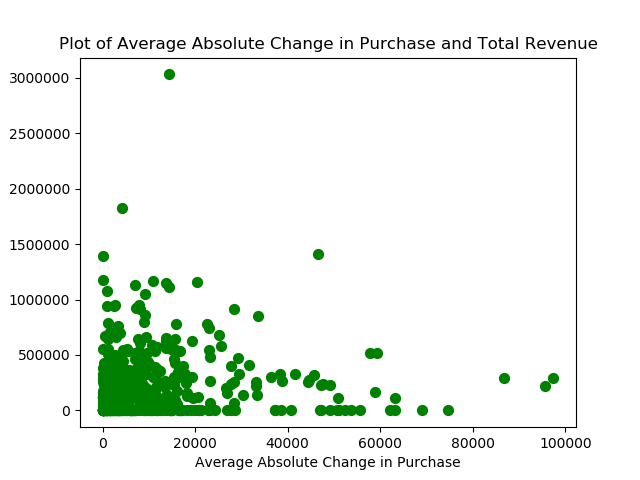 Plot of Average Absolute Change in Purchase and Total Revenue
3000000
2500000
2000000
1500000
1000000
500000
0
0 20000 40000 60000 80000 100000
Average Absolute Change in Purchase